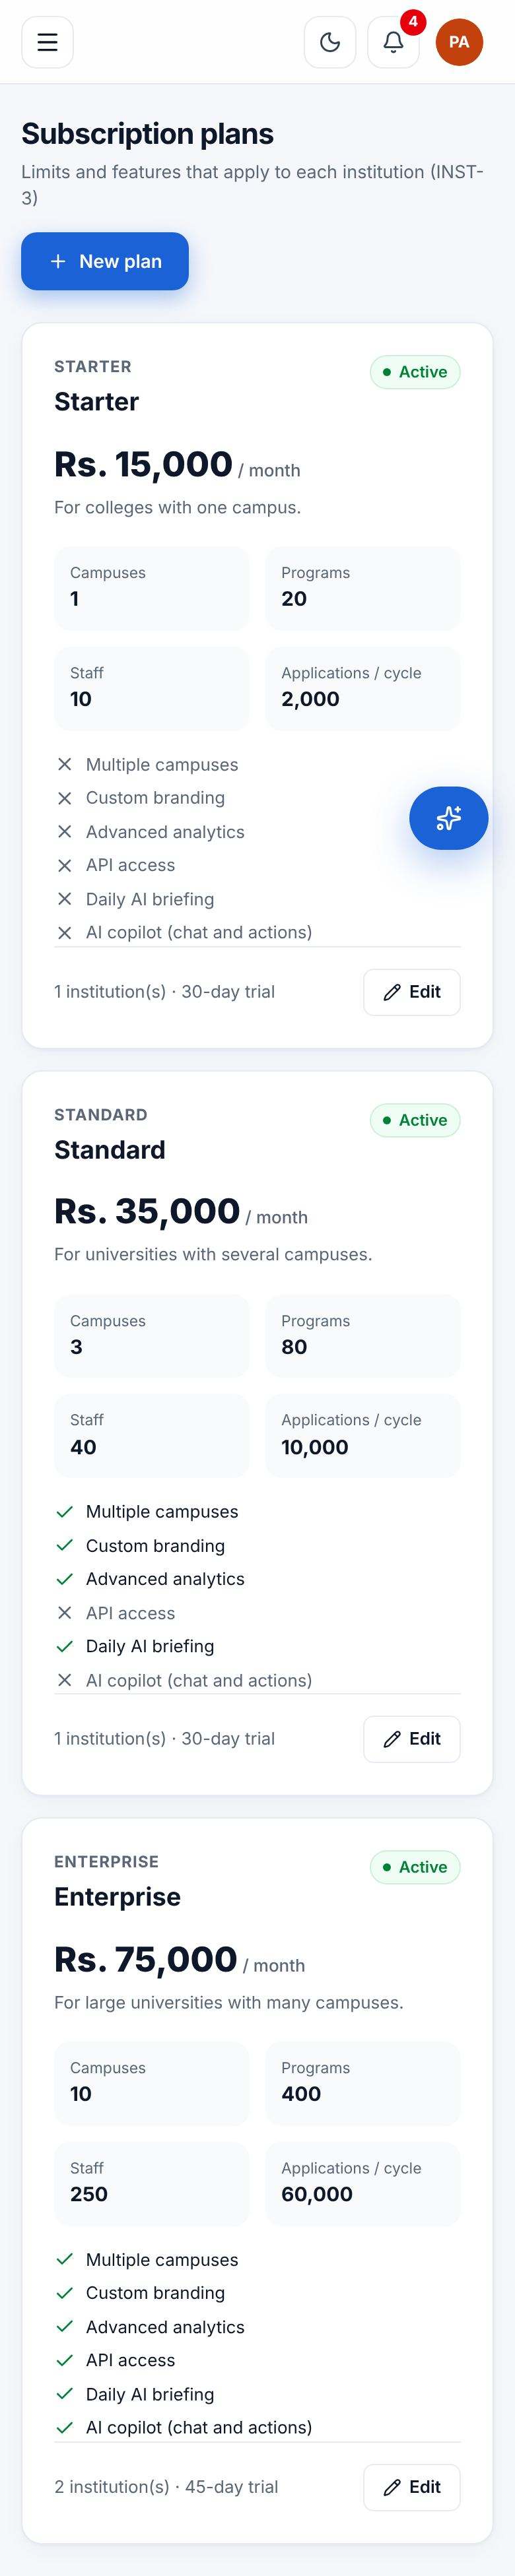 4
PA
Subscription plans
Limits and features that apply to each institution (INST-
3)
New plan
STARTER
Active
Starter
Rs. 15,000 / month
For colleges with one campus.
Campuses
Programs
1
20
Staff
Applications / cycle
10
2,000
Multiple campuses
Custom branding
Advanced analytics
API access
Daily AI briefing
AI copilot (chat and actions)
1 institution(s) · 30-day trial
Edit
STANDARD
Active
Standard
Rs. 35,000 / month
For universities with several campuses.
Campuses
Programs
3
80
Staff
Applications / cycle
40
10,000
Multiple campuses
Custom branding
Advanced analytics
API access
Daily AI briefing
AI copilot (chat and actions)
1 institution(s) · 30-day trial
Edit
ENTERPRISE
Active
Enterprise
Rs. 75,000 / month
For large universities with many campuses.
Campuses
Programs
10
400
Staff
Applications / cycle
250
60,000
Multiple campuses
Custom branding
Advanced analytics
API access
Daily AI briefing
AI copilot (chat and actions)
2 institution(s) · 45-day trial
Edit